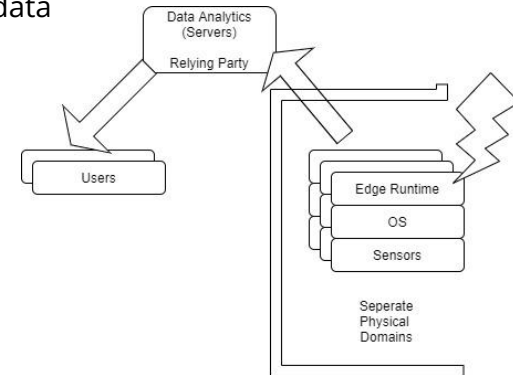 data
Data Analytics
(Servers)
Relying Party
Users
Edge Runtime
OS
Sensors
Seperate
Physical
Domains